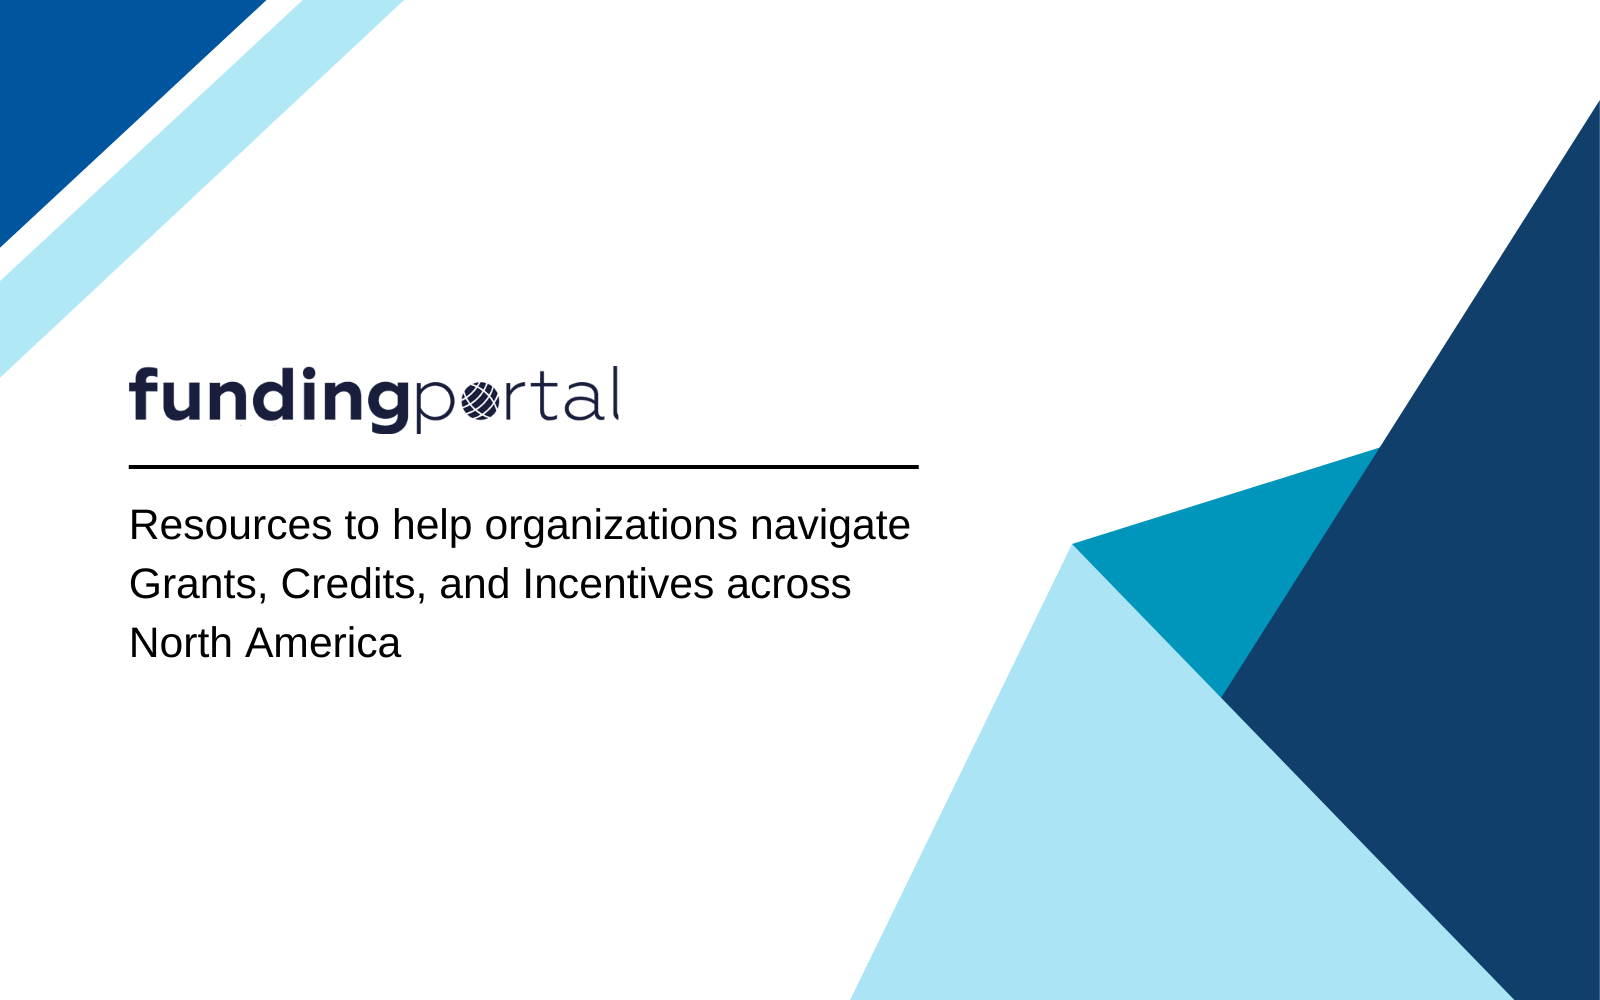 fundingportal
Resources to help organizations navigate
Grants, Credits, and Incentives across
North America